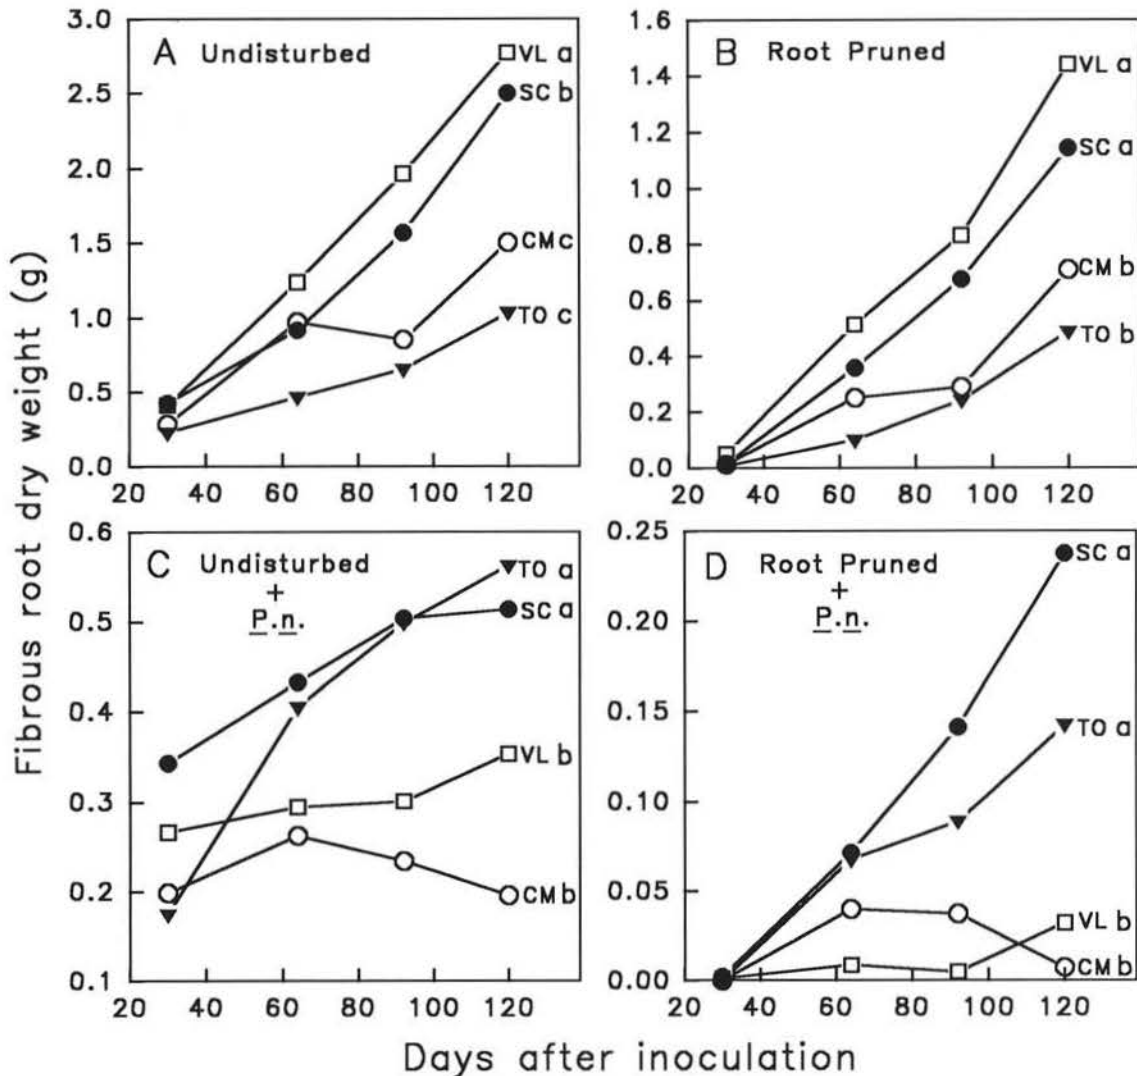 Fibrous root dry weight (g)
A Undisturbed
3.0
2.5
2.0
1.5
1.0
0.5
0.0
20 40 60 80 100 120
VL a
SC b
CM c
TO c
B Root Pruned
1.6
1.4
1.2
1.0
0.8
0.6
0.4
0.2
0.0
20 40 60 80 100 120
VL a
SC a
CM b
TO b
C Undisturbed
+
P.n.
0.6
0.5
0.4
0.3
0.2
0.1
20 40 60 80 100 120
TO a
SC a
VL b
CM b
D Root Pruned
+
P.n.
0.25
0.20
0.15
0.10
0.05
0.00
20 40 60 80 100 120
SC a
TO a
VL b
CM b
Days after inoculation